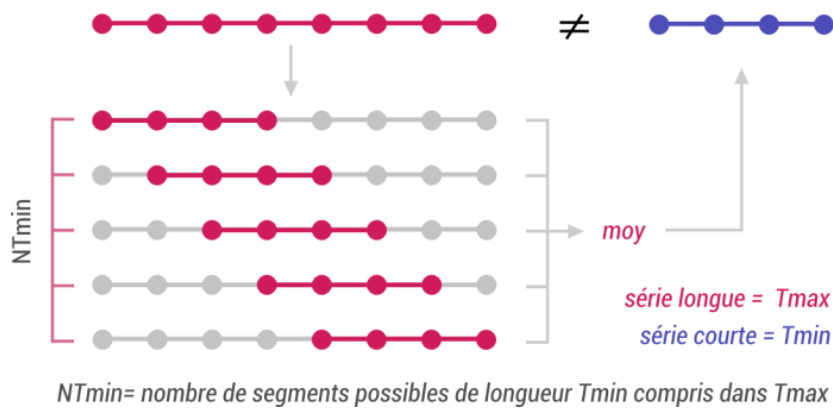 ≠
NTmin
moy
série longue = Tmax
série courte = Tmin
NTmin= nombre de segments possibles de longueur Tmin compris dans Tmax